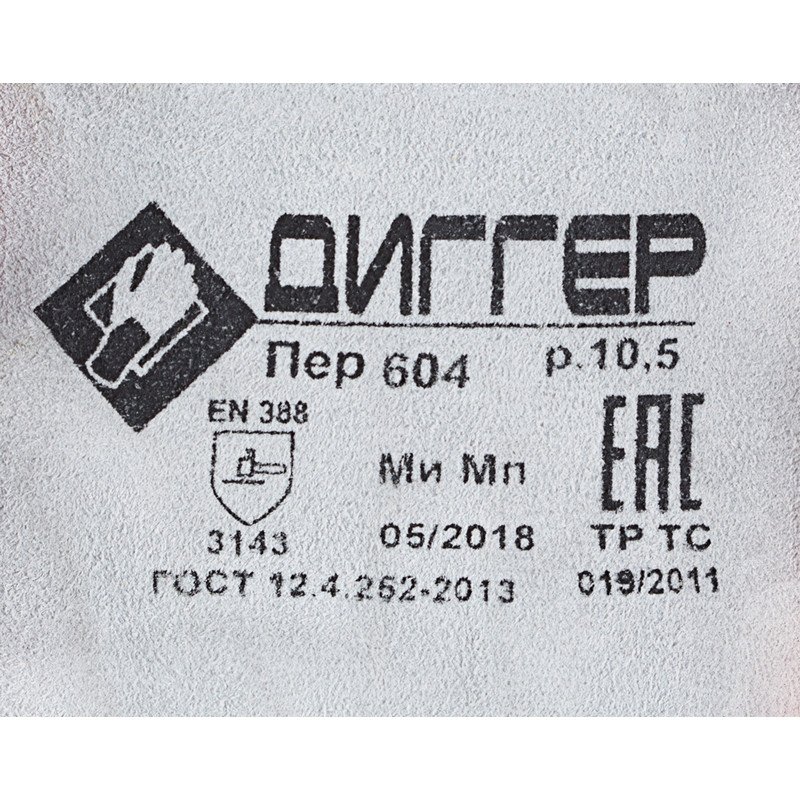 ДИГГЕР
Пер 604 р.10,5
EN 388
EAC
Ми Мп
3143 05/2018 ТР ТС
ГОСТ 12.4.252-2013 019/2011